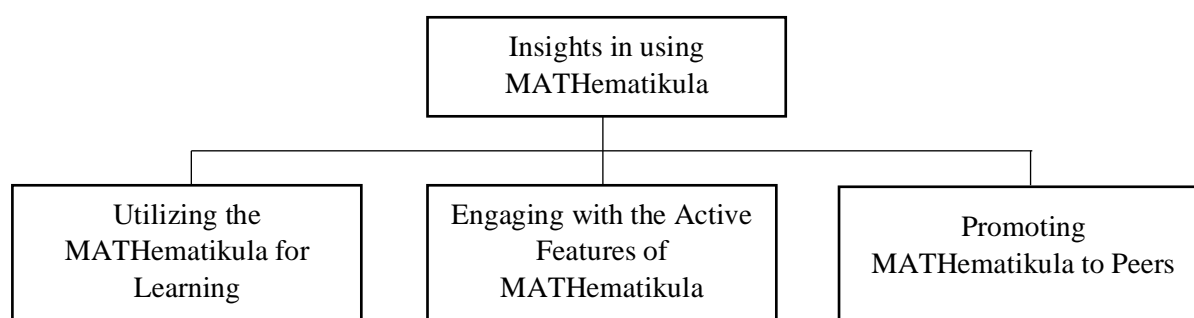 Insights in using
MATHematikula
Utilizing the
MATHematikula for
Learning
Engaging with the Active
Features of
MATHematikula
Promoting
MATHematikula to Peers